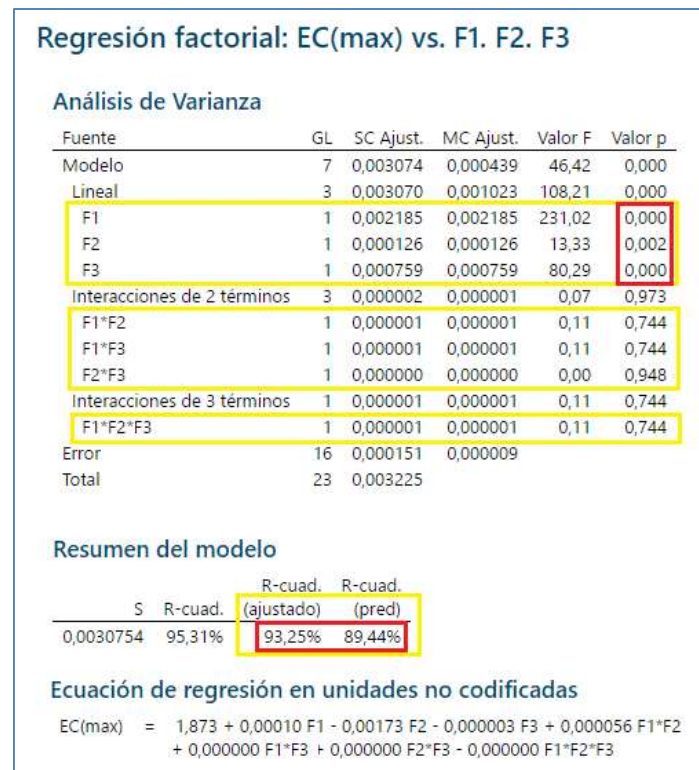 Regresión factorial: EC(max) vs. F1. F2. F3
Análisis de Varianza
Fuente GL SC Ajust. MC Ajust. Valor F Valor p
Modelo 7 0,003074 0,000439 46,42 0,000
Lineal 3 0,003070 0,001023 108,21 0,000
F1 1 0,002185 0,002185 231,02 0,000
F2 1 0,000126 0,000126 13,33 0,002
F3 1 0,000759 0,000759 80,29 0,000
Interacciones de 2 términos 3 0,000002 0,000001 0,07 0,973
F1*F2 1 0,000001 0,000001 0,11 0,744
F1*F3 1 0,000001 0,000001 0,11 0,744
F2*F3 1 0,000000 0,000000 0,00 0,948
Interacciones de 3 términos 1 0,000001 0,000001 0,11 0,744
F1*F2*F3 1 0,000001 0,000001 0,11 0,744
Error 16 0,000151 0,000009
Total 23 0,003225
Resumen del modelo
R-cuad. R-cuad.
S R-cuad. (ajustado) (pred)
0,0030754 95,31% 93,25% 89,44%
Ecuación de regresión en unidades no codificadas
EC(max) = 1,873 + 0,00010 F1 - 0,00173 F2 - 0,000003 F3 + 0,000056 F1*F2
+ 0,000000 F1*F3 + 0,000000 F2*F3 - 0,000000 F1*F2*F3